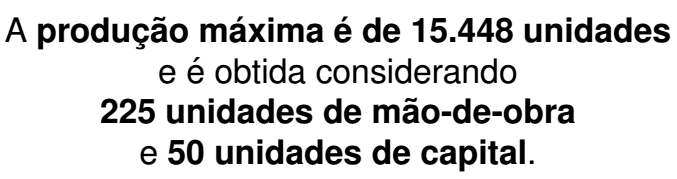 A produção máxima é de 15.448 unidades
e é obtida considerando
225 unidades de mão-de-obra
e 50 unidades de capital.